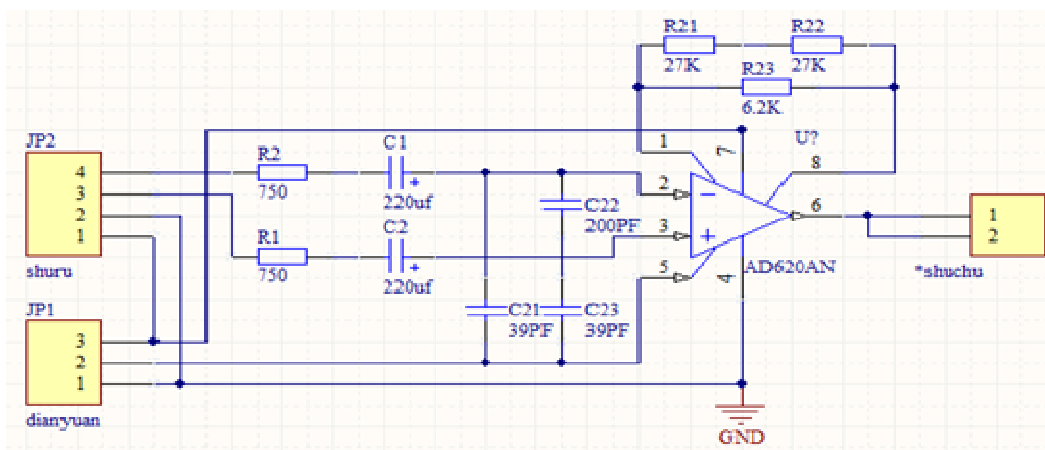 R21
R22
27K
27K
R23
6.2K
JP2
4
3
2
1
shuru
R2
750
C1
220uf
R1
750
C2
220uf
C22
200PF
C21
39PF
C23
39PF
1
7
U?
8
2
3
5
6
4
AD620AN
1
2
*shuchu
JP1
3
2
1
dianyuan
GND